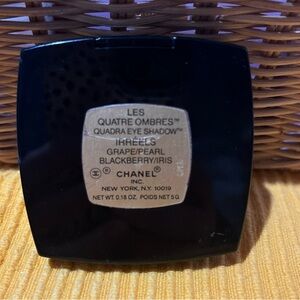 LES
QUATRE OMBRES™
QUADRA EYE SHADOW™
IRRÉELS
GRAPE/PEARL
BLACKBERRY/IRIS
® CHANEL®
INC.
NEW YORK, N.Y. 10019
NET WT. 0.18 OZ. POIDS NET 5 G